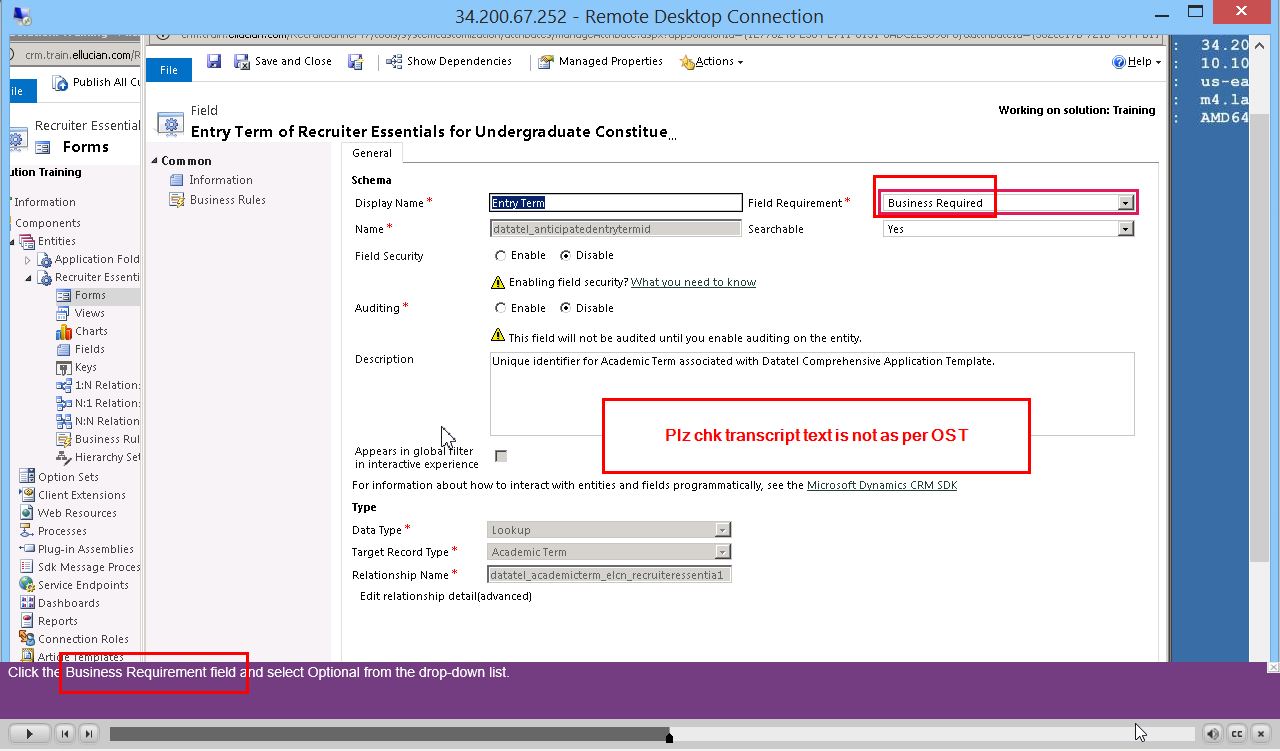 34.200.67.252 - Remote Desktop Connection
crm.train.ellucian.com/R
File
Save and Close
Show Dependencies
Managed Properties
Actions
Help
34.20
10.10
us-ea
m4.la
AMD64
ile
Publish All Cu
Recruiter Essential
Forms
ution Training
Information
Components
Entities
Application Fold
Recruiter Essenti
Forms
Views
Charts
Fields
Keys
1:N Relation:
N:1 Relation:
N:N Relation
Business Rul
Hierarchy Set
Option Sets
Client Extensions
Web Resources
Processes
Plug-in Assemblies
Sdk Message Proces
Service Endpoints
Dashboards
Reports
Connection Roles
Article Templates
Field
Entry Term of Recruiter Essentials for Undergraduate Constitue...
Working on solution: Training
Common
Information
Business Rules
General
Schema
Display Name * Entry Term Field Requirement * Business Required
Name * datatel_anticipatedentrytermid Searchable Yes
Field Security Enable Disable
Enabling field security? What you need to know
Auditing * Enable Disable
This field will not be audited until you enable auditing on the entity.
Description Unique identifier for Academic Term associated with Datatel Comprehensive Application Template.
Plz chk transcript text is not as per OST
Appears in global filter
in interactive experience
For information about how to interact with entities and fields programmatically, see the Microsoft Dynamics CRM SDK
Type
Data Type * Lookup
Target Record Type * Academic Term
Relationship Name * datatel_academicterm_elcn_recruiteressentia1
Edit relationship detail(advanced)
Click the Business Requirement field and select Optional from the drop-down list.
CC